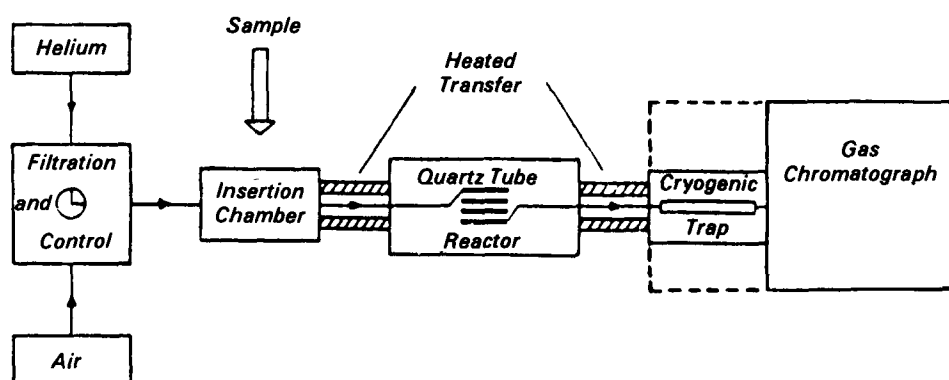 Helium
Sample
Heated
Transfer
Filtration
and
Control
Insertion
Chamber
Quartz Tube
Reactor
Cryogenic
Trap
Gas
Chromatograph
Air